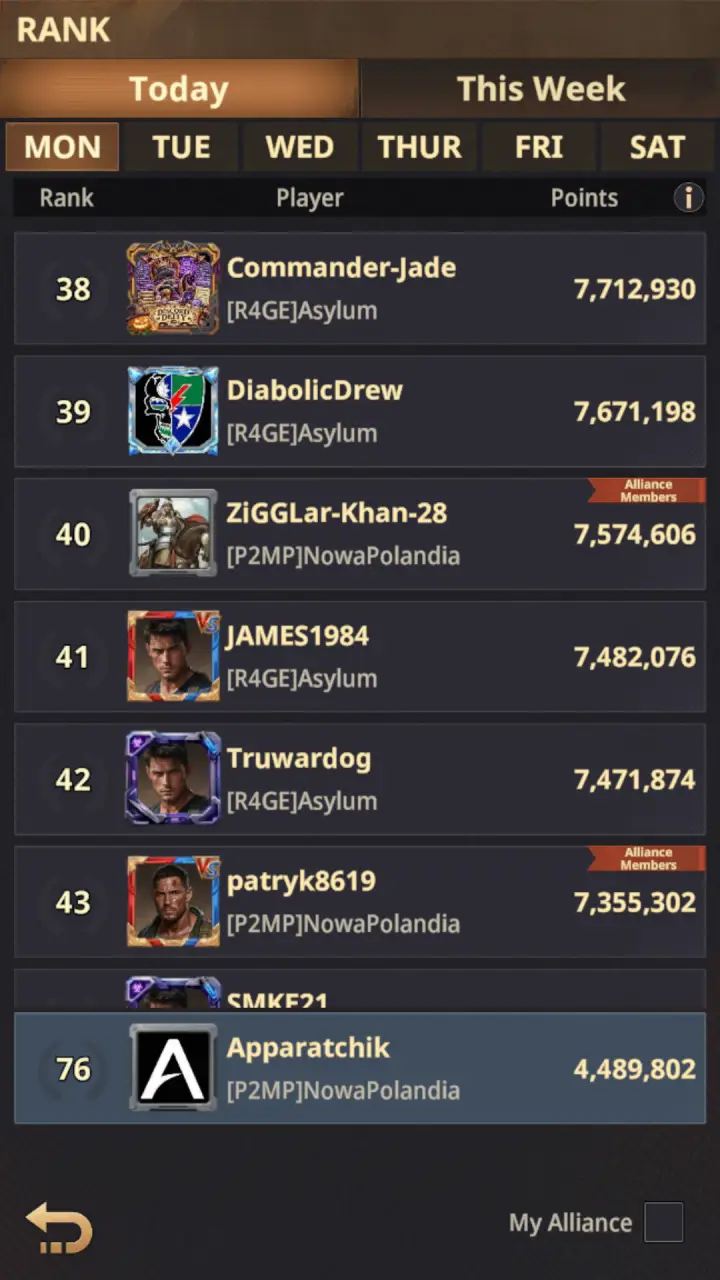 RANK
Today
This Week
MON
TUE
WED
THUR
FRI
SAT
Rank
Player
Points
38
Commander-Jade
[R4GE]Asylum
7,712,930
39
DiabolicDrew
[R4GE]Asylum
7,671,198
40
ZiGGLar-Khan-28
[P2MP]NowaPolandia
Alliance
Members
7,574,606
41
JAMES1984
[R4GE]Asylum
7,482,076
42
Truwardog
[R4GE]Asylum
7,471,874
43
patryk8619
[P2MP]NowaPolandia
Alliance
Members
7,355,302
SMKE21
76
Apparatchik
[P2MP]NowaPolandia
4,489,802
My Alliance